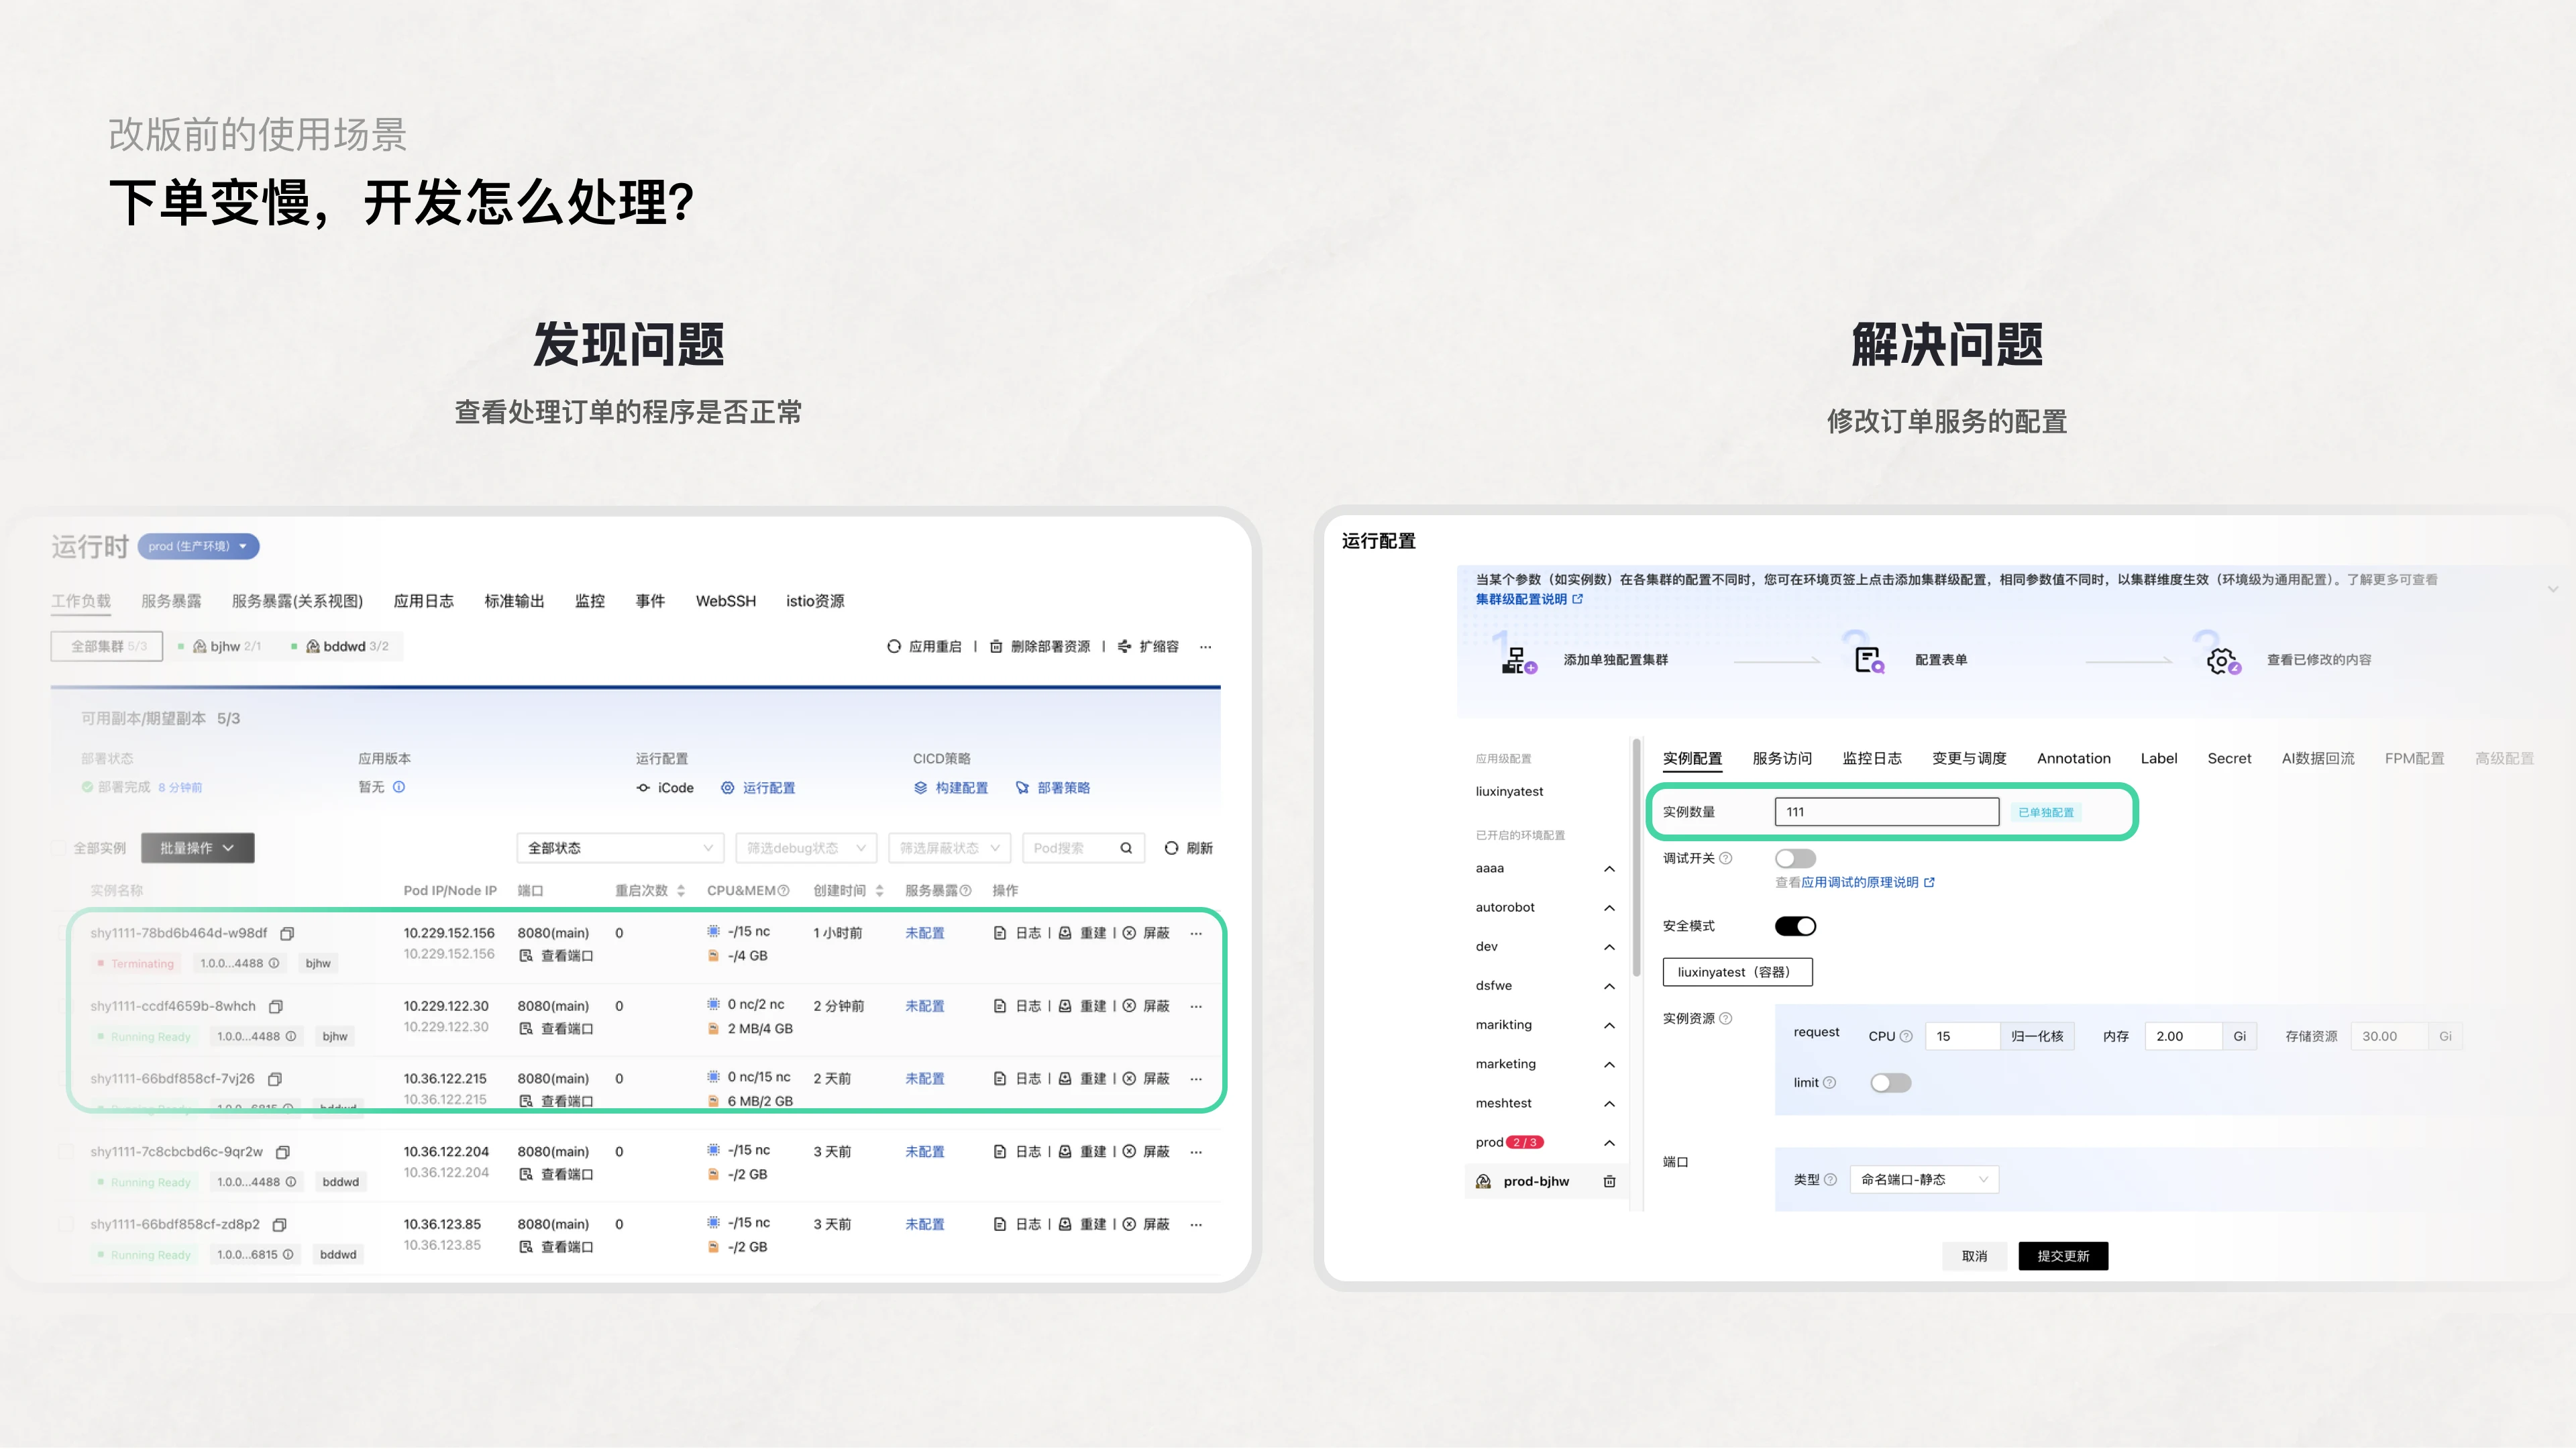 改版前的使用场景
下单变慢，开发怎么处理？
发现问题
查看处理订单的程序是否正常
运行时 prod (生产环境)
工作负载 服务暴露 服务暴露(关系视图) 应用日志 标准输出 监控 事件 WebSSH istio资源
全部集群 5/3 bjhw 2/1 bddwd 3/2 应用重启 | 删除部署资源 | 扩缩容 ...
可用副本/期望副本 5/3
部署状态 应用版本 运行配置 CICD策略
部署完成 8 分钟前 暂无 iCode 运行配置 构建配置 部署策略
全部实例 批量操作 全部状态 筛选debug状态 筛选屏蔽状态 Pod搜索 刷新
实例名称 Pod IP/Node IP 端口 重启次数 CPU&MEM 创建时间 服务暴露 操作
shy1111-78bd6b464d-w98df 10.229.152.156 8080(main) 0 -/15 nc 1 小时前 未配置 日志 | 重建 | 屏蔽 ...
10.229.152.156 查看端口 -/4 GB
Terminating 1.0.0...4488 bjhw
shy1111-ccdf4659b-8whch 10.229.122.30 8080(main) 0 0 nc/2 nc 2 分钟前 未配置 日志 | 重建 | 屏蔽 ...
10.229.122.30 查看端口 2 MB/4 GB
Running Ready 1.0.0...4488 bjhw
shy1111-66bdf858cf-7vj26 10.36.122.215 8080(main) 0 0 nc/15 nc 2 天前 未配置 日志 | 重建 | 屏蔽 ...
10.36.122.215 查看端口 6 MB/2 GB
Running Ready 1.0.0...6815 bddwd
shy1111-7c8cbcbd6c-9qr2w 10.36.122.204 8080(main) 0 -/15 nc 3 天前 未配置 日志 | 重建 | 屏蔽 ...
10.36.122.204 查看端口 -/2 GB
Running Ready 1.0.0...4488 bddwd
shy1111-66bdf858cf-zd8p2 10.36.123.85 8080(main) 0 -/15 nc 3 天前 未配置 日志 | 重建 | 屏蔽 ...
10.36.123.85 查看端口 -/2 GB
Running Ready 1.0.0...6815 bddwd
解决问题
修改订单服务的配置
运行配置
当某个参数（如实例数）在各集群的配置不同时，您可在环境页签上点击添加集群级配置，相同参数值不同时，以集群维度生效（环境级为通用配置）。了解更多可查看
集群级配置说明
1 添加单独配置集群 2 配置表单 3 查看已修改的内容
应用级配置
liuxinyatest
已开启的环境配置
aaaa
autorobot
dev
dsfwe
marikting
marketing
meshtest
prod 2 / 3
prod-bjhw
实例配置 服务访问 监控日志 变更与调度 Annotation Label Secret AI数据回流 FPM配置 高级配置
实例数量 111 已单独配置
调试开关
查看应用调试的原理说明
安全模式
liuxinyatest（容器）
实例资源 request CPU 15 归一化核 内存 2.00 Gi 存储资源 30.00 Gi
limit
端口 类型 命名端口-静态
取消 提交更新